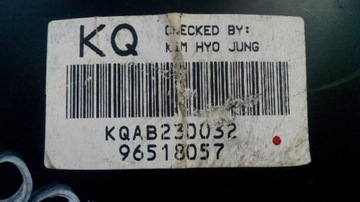 KQ CHECKED BY:
KIM HYO JUNG
KQAB230032
96518057